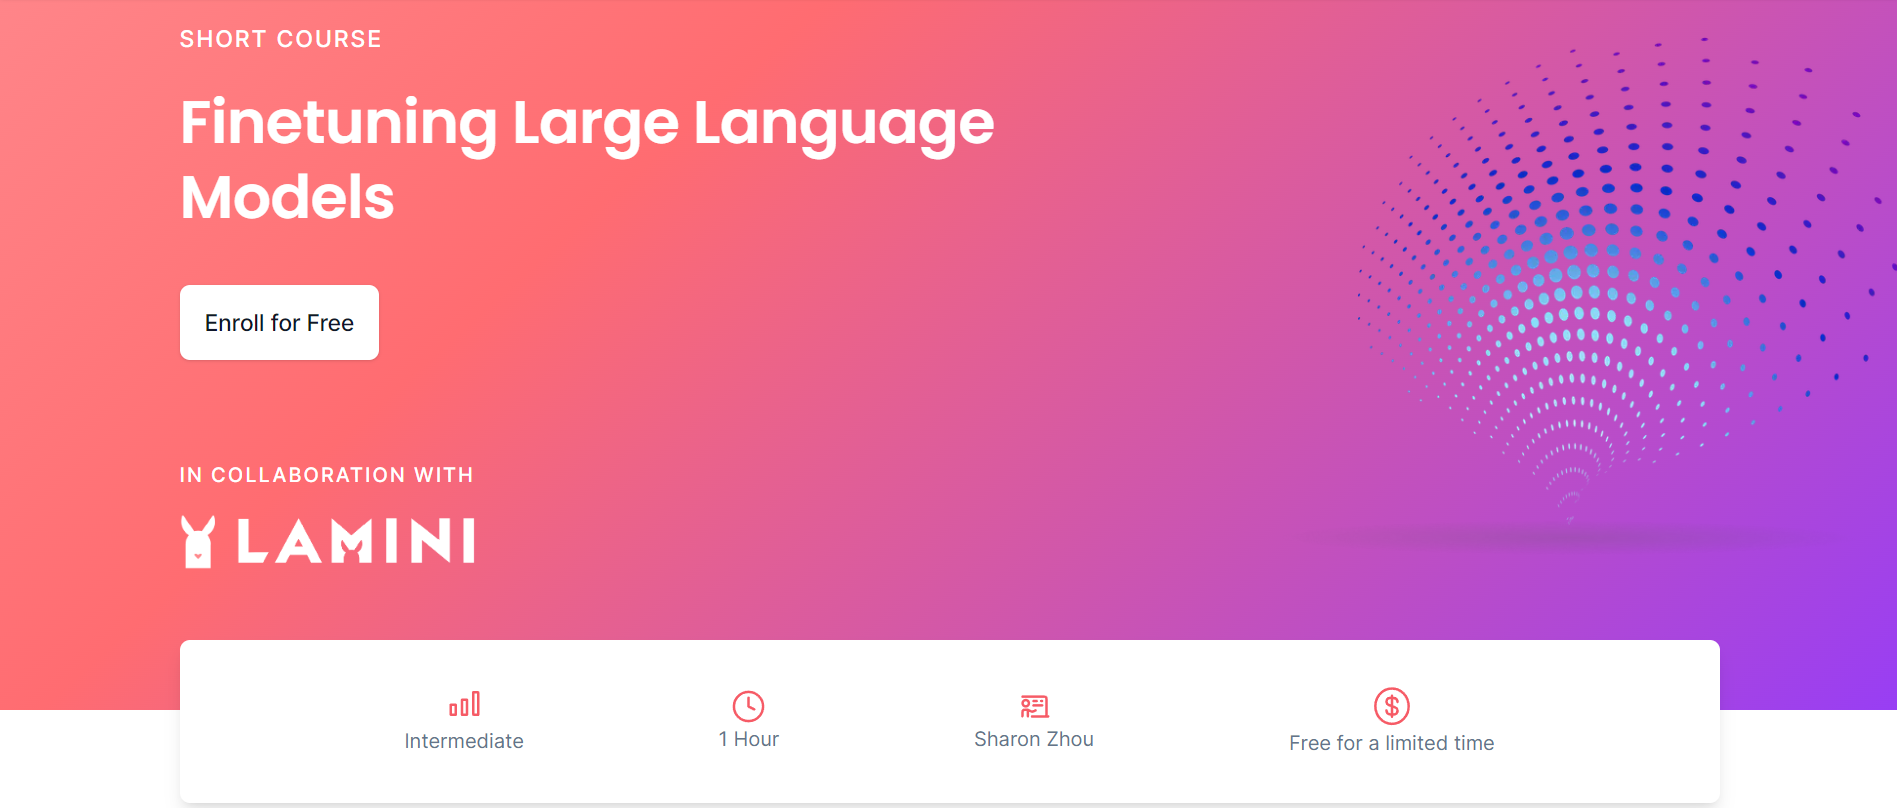 SHORT COURSE
Finetuning Large Language
Models
Enroll for Free
IN COLLABORATION WITH
LAMINI
Intermediate
1 Hour
Sharon Zhou
Free for a limited time